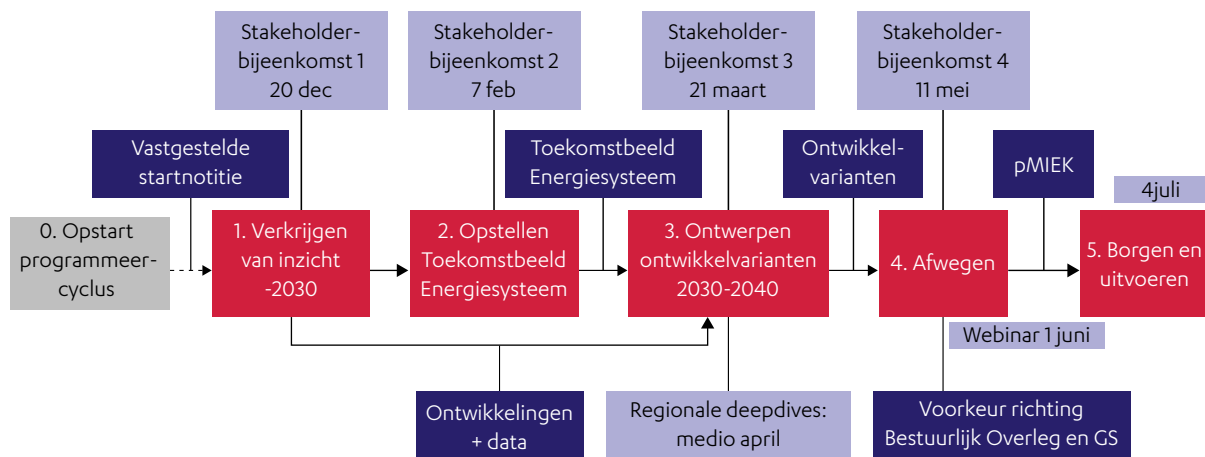 Stakeholder-
bijeenkomst 1
20 dec
Stakeholder-
bijeenkomst 2
7 feb
Stakeholder-
bijeenkomst 3
21 maart
Stakeholder-
bijeenkomst 4
11 mei
Vastgestelde
startnotitie
Toekomstbeeld
Energiesysteem
Ontwikkel-
varianten
pMIEK
4juli
0. Opstart
programmeer-
cyclus
1. Verkrijgen
van inzicht
-2030
2. Opstellen
Toekomstbeeld
Energiesysteem
3. Ontwerpen
ontwikkelvarianten
2030-2040
4. Afwegen
5. Borgen en
uitvoeren
Webinar 1 juni
Ontwikkelingen
+ data
Regionale deepdives:
medio april
Voorkeur richting
Bestuurlijk Overleg en GS